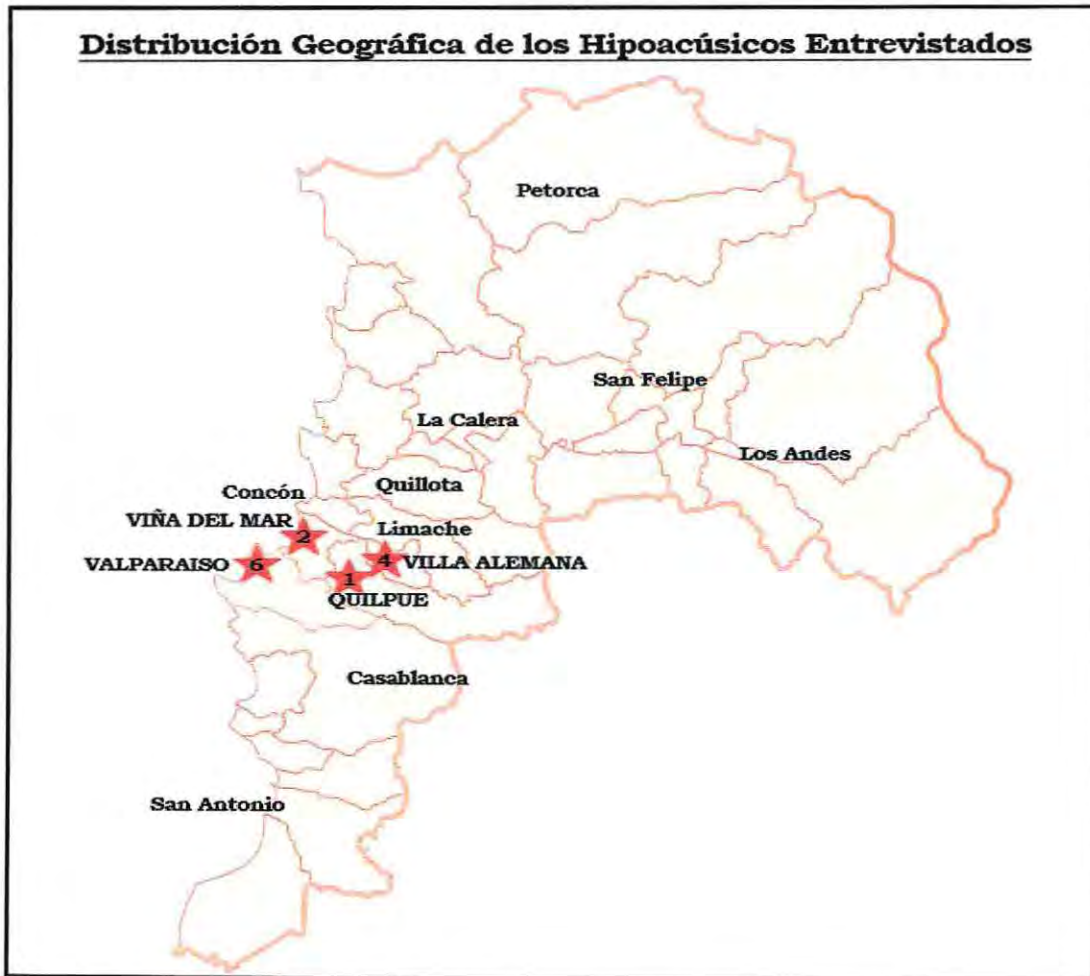 Distribución Geográfica de los Hipoacúsicos Entrevistados
Petorca
San Felipe
La Calera
Los Andes
Quillota
Concón
VIÑA DEL MAR
2
Limache
VALPARAISO
6
4
VILLA ALEMANA
1
QUILPUE
Casablanca
San Antonio